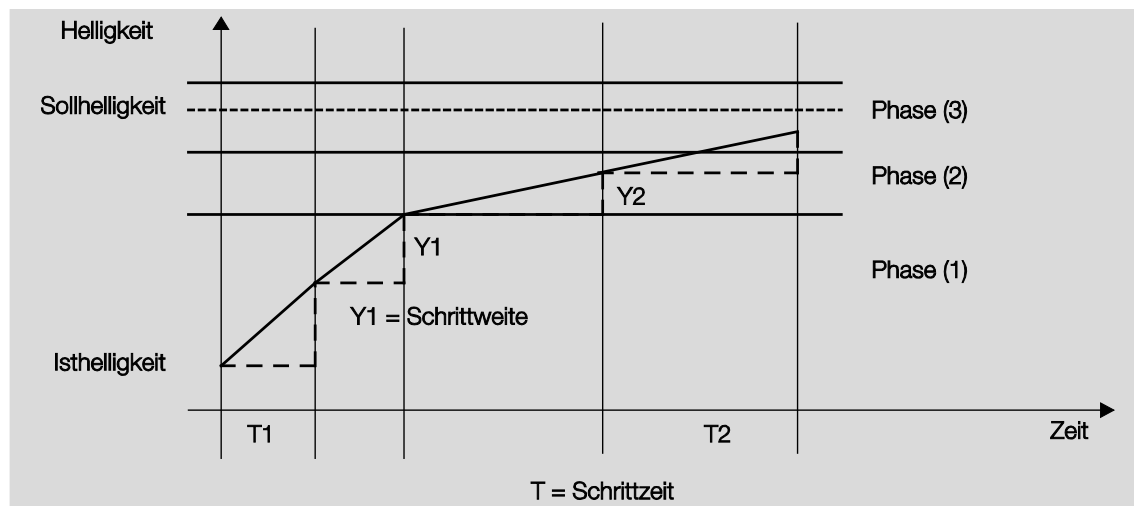 Helligkeit
Sollhelligkeit
Phase (3)
Phase (2)
Y2
Y1
Phase (1)
Y1 = Schrittweite
Isthelligkeit
T1
T2
Zeit
T = Schrittzeit